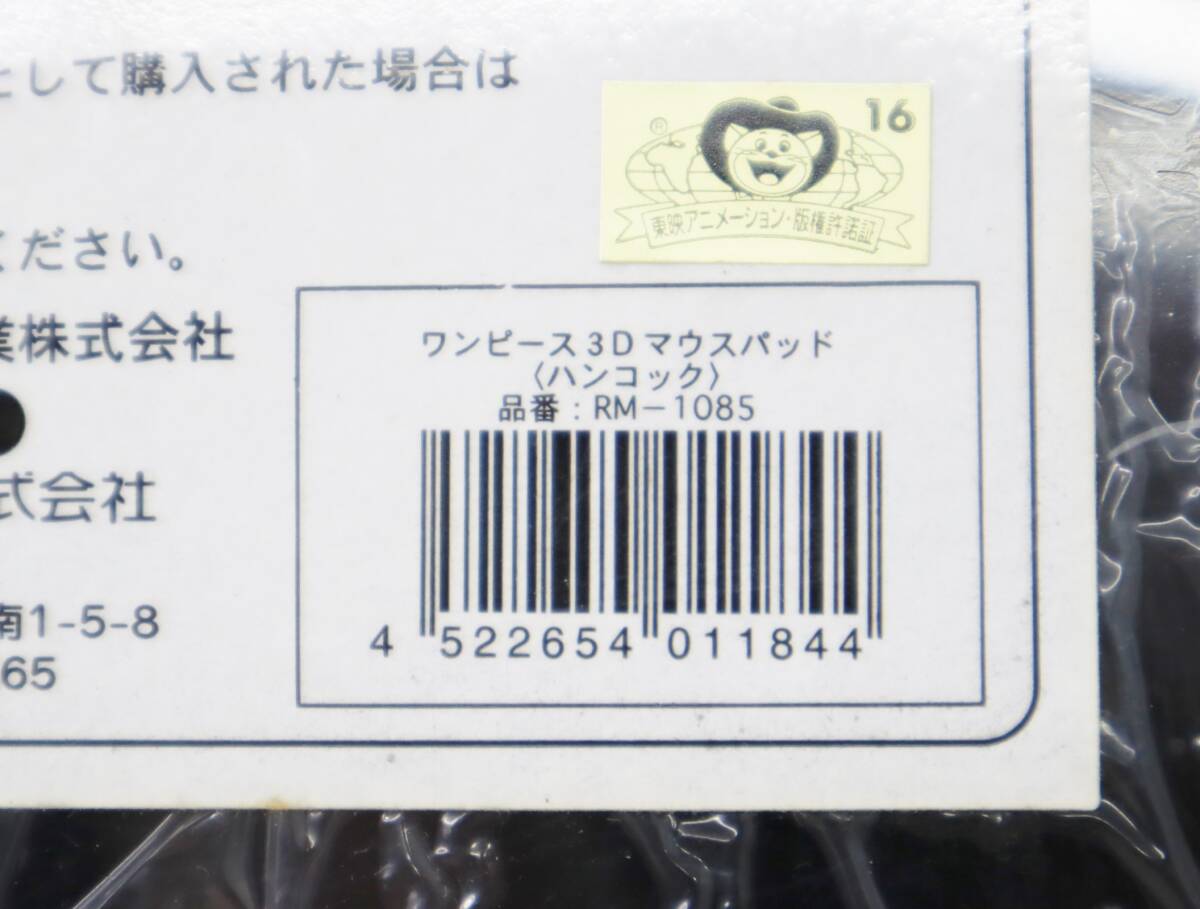 として購入された場合は
16
®
東映アニメーション・版権許諾証
ください。
業株式会社
式会社
南1-5-8
65
ワンピース3Dマウスパッド
〈ハンコック〉
品番:RM-1085
4 522654 011844